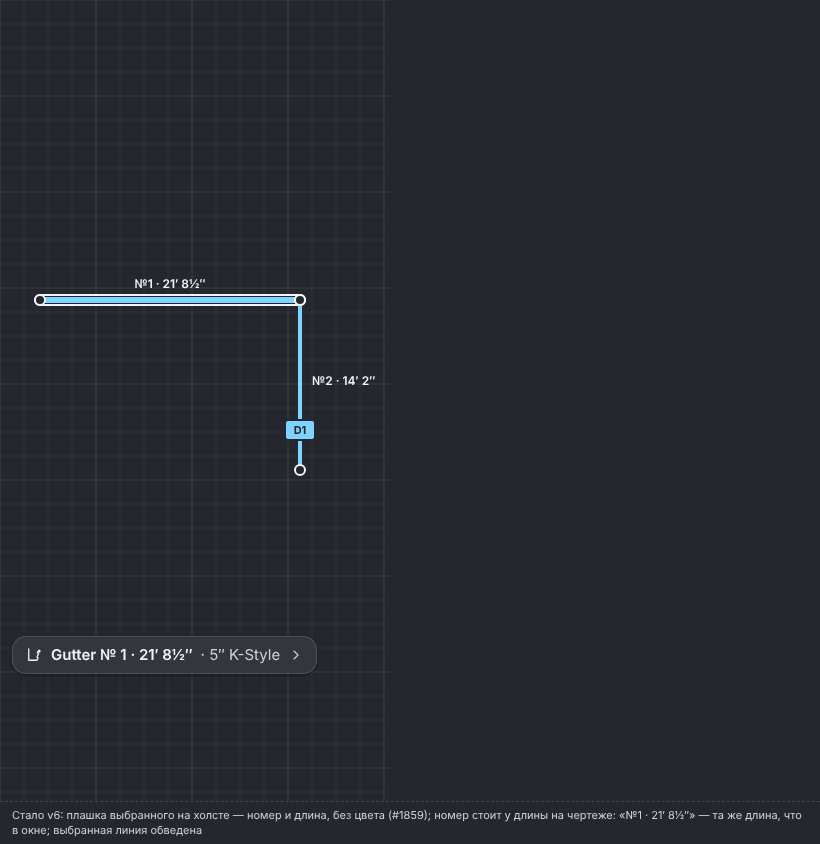 №1 · 21′ 8½″
№2 · 14′ 2″
D1
Gutter № 1 · 21′ 8½″ · 5″ K-Style
Стало v6: плашка выбранного на холсте — номер и длина, без цвета (#1859); номер стоит у длины на чертеже: «№1 · 21′ 8½″» — та же длина, что
в окне; выбранная линия обведена